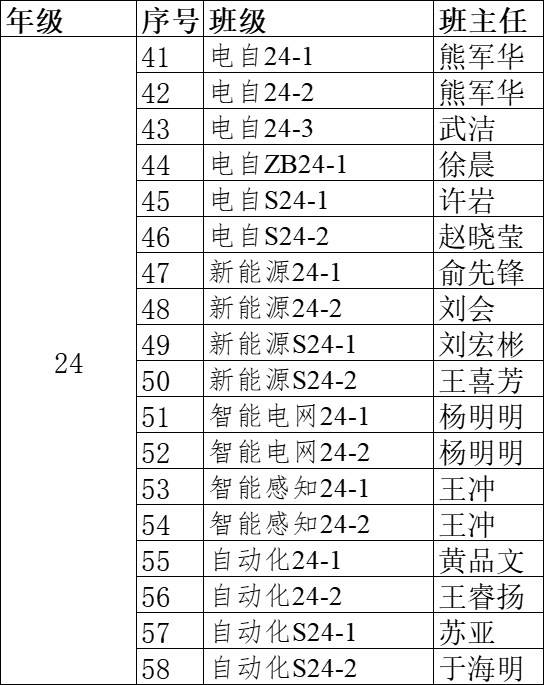 年级 序号 班级 班主任
41 电自24-1 熊军华
42 电自24-2 熊军华
43 电自24-3 武洁
44 电自ZB24-1 徐晨
45 电自S24-1 许岩
46 电自S24-2 赵晓莹
47 新能源24-1 俞先锋
48 新能源24-2 刘会
49 新能源S24-1 刘宏彬
24 50 新能源S24-2 王喜芳
51 智能电网24-1 杨明明
52 智能电网24-2 杨明明
53 智能感知24-1 王冲
54 智能感知24-2 王冲
55 自动化24-1 黄品文
56 自动化24-2 王睿扬
57 自动化S24-1 苏亚
58 自动化S24-2 于海明